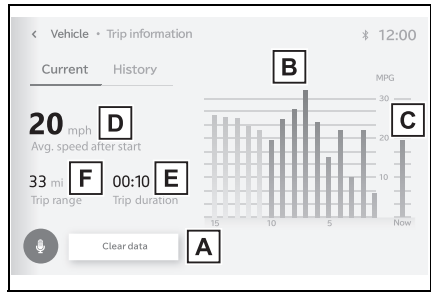 < Vehicle • Trip information
12:00
Current
History
B
MPG
30
20 mph
D
C
Avg. speed after start
20
33 mi
F
00:10
E
10
Trip range
Trip duration
15
10
5
Now
Clear data
A